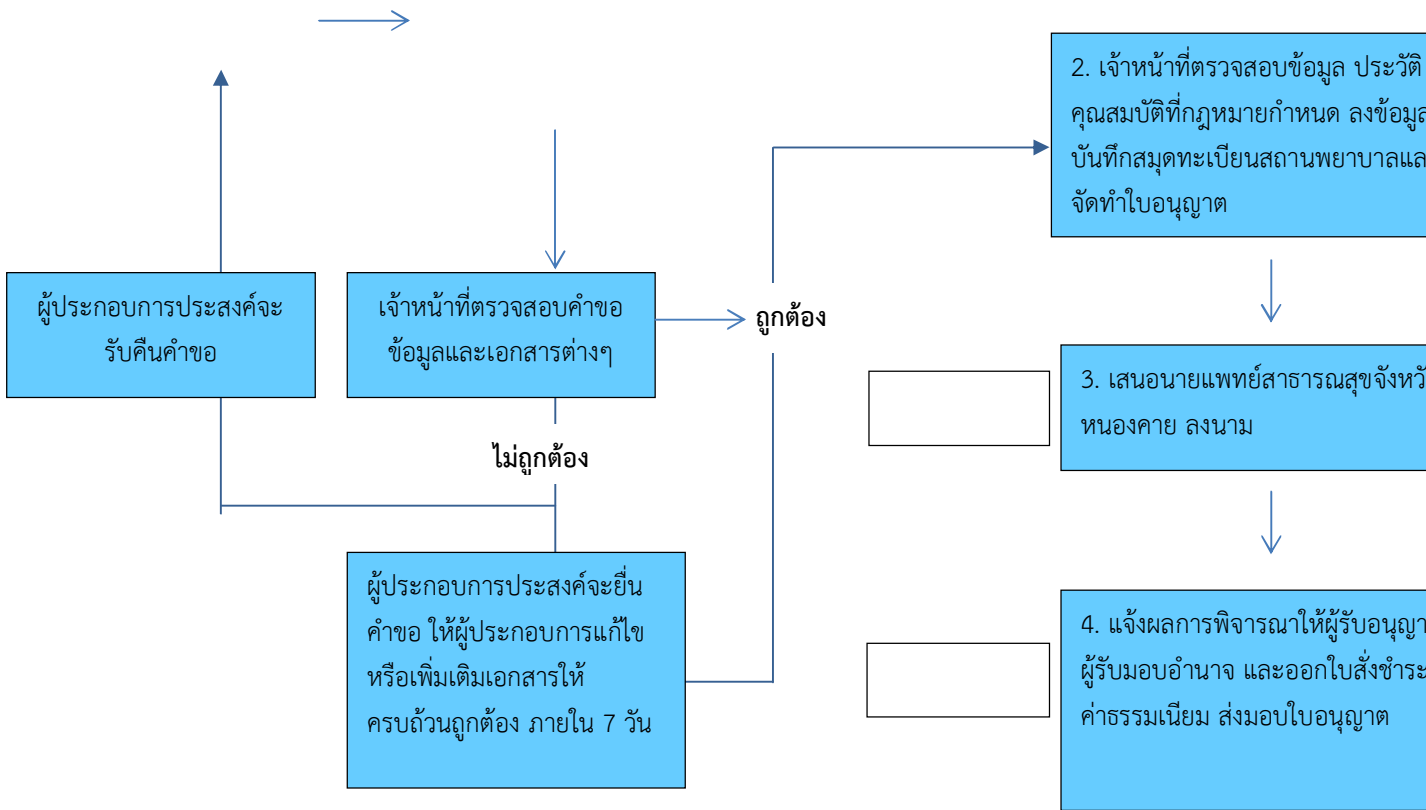 2. เจ้าหน้าที่ตรวจสอบข้อมูล ประวัติ
คุณสมบัติที่กฎหมายกำหนด ลงข้อมูล
บันทึกสมุดทะเบียนสถานพยาบาลและ
จัดทำใบอนุญาต
ผู้ประกอบการประสงค์จะ
รับคืนคำขอ
เจ้าหน้าที่ตรวจสอบคำขอ
ข้อมูลและเอกสารต่างๆ
ถูกต้อง
ไม่ถูกต้อง
3. เสนอนายแพทย์สาธารณสุขจังหวั
หนองคาย ลงนาม
ผู้ประกอบการประสงค์จะยื่น
คำขอ ให้ผู้ประกอบการแก้ไข
หรือเพิ่มเติมเอกสารให้
ครบถ้วนถูกต้อง ภายใน 7 วัน
4. แจ้งผลการพิจารณาให้ผู้รับอนุญา
ผู้รับมอบอำนาจ และออกใบสั่งชำระ
ค่าธรรมเนียม ส่งมอบใบอนุญาต